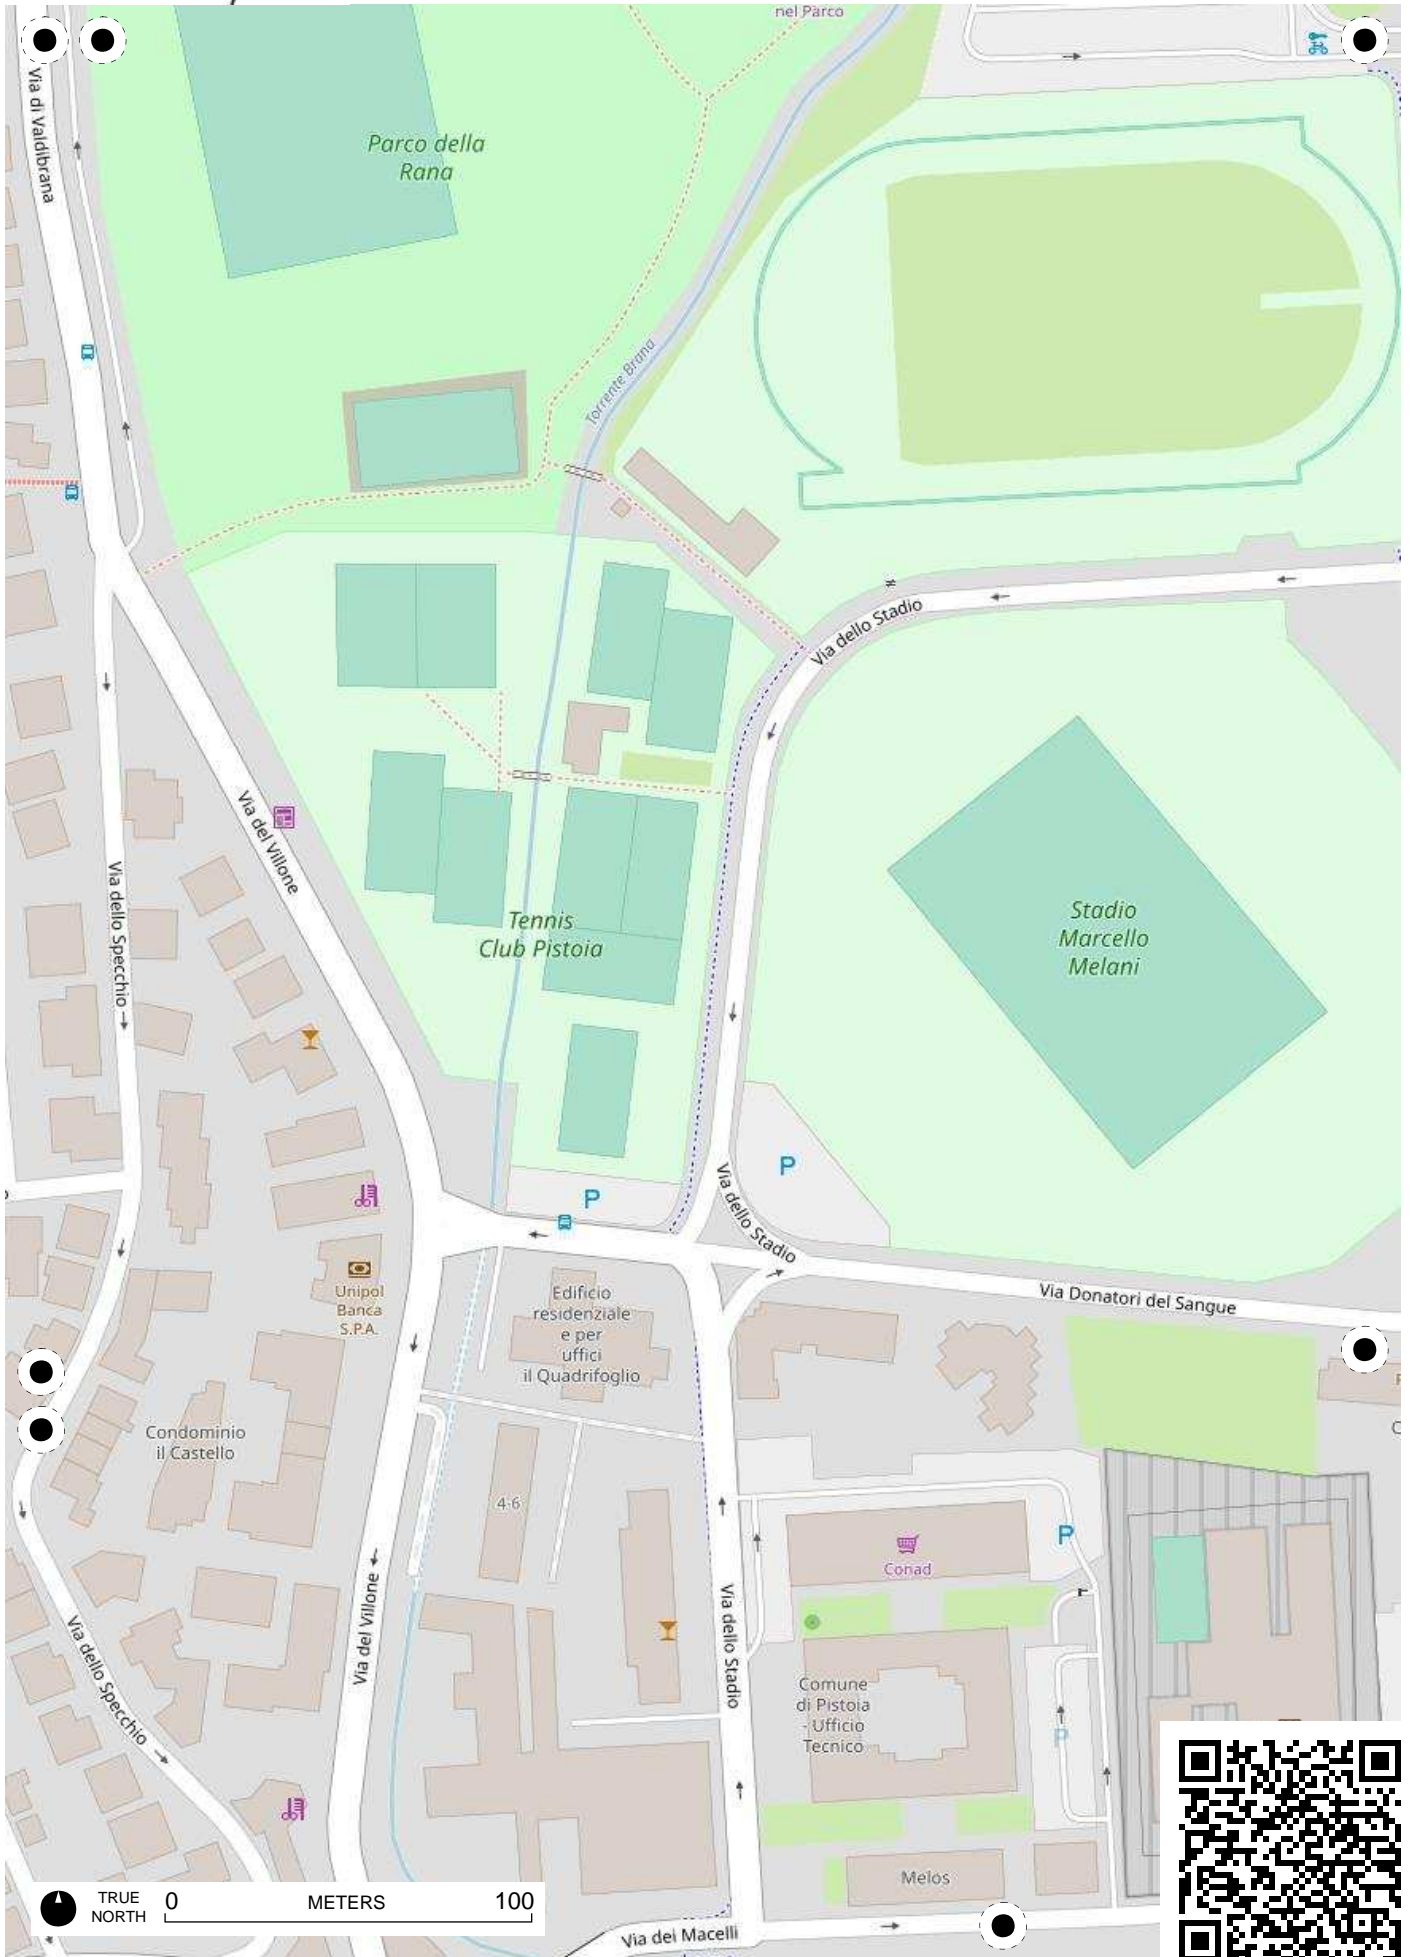 nel Parco
Via di Valdibrana
Parco della
Rana
Torrente Brana
Via dello Stadio
Via del Villone
Via dello Specchio
Tennis
Club Pistoia
Stadio
Marcello
Melani
P
P
Via dello Stadio
Unipol
Banca
S.P.A.
Edificio
residenziale
e per
uffici
il Quadrifoglio
Via Donatori del Sangue
Condominio
il Castello
4-6
P
Conad
Via del Villone
Via dello Stadio
Via dello Specchio
Comune
di Pistoia
- Ufficio
Tecnico
P
Melos
TRUE
NORTH
0 METERS 100
Via dei Macelli